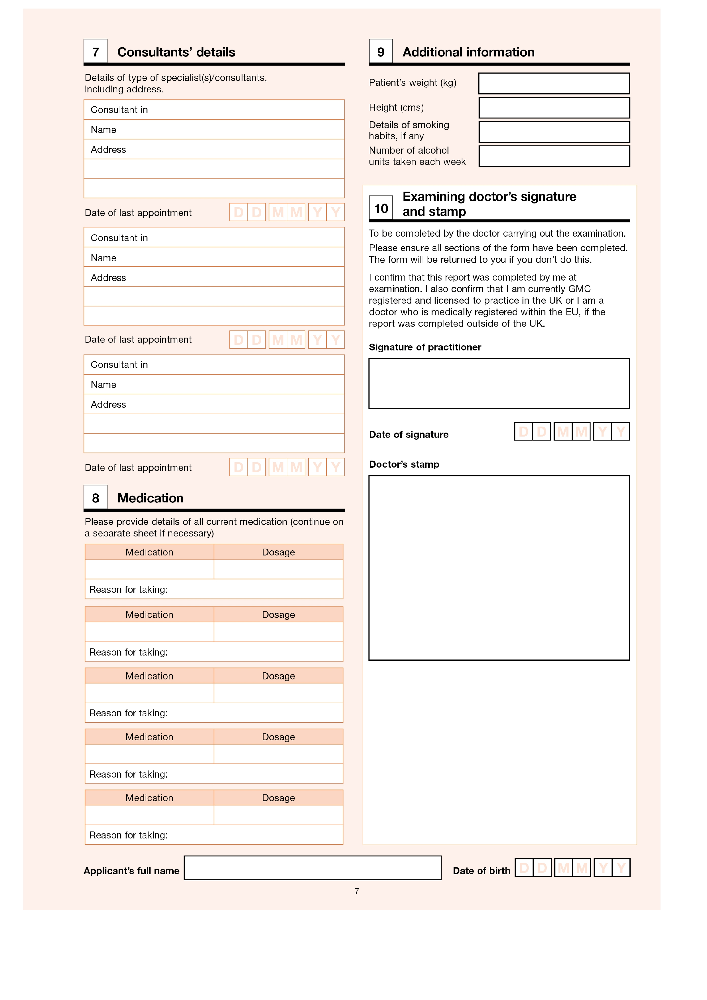 7 Consultants’ details
Details of type of specialist(s)/consultants,
including address.
Consultant in
Name
Address
Date of last appointment D D M M Y Y
Consultant in
Name
Address
Date of last appointment D D M M Y Y
Consultant in
Name
Address
Date of last appointment D D M M Y Y
8 Medication
Please provide details of all current medication (continue on
a separate sheet if necessary)
Medication Dosage
Reason for taking:
Medication Dosage
Reason for taking:
Medication Dosage
Reason for taking:
Medication Dosage
Reason for taking:
Medication Dosage
Reason for taking:
9 Additional information
Patient’s weight (kg)
Height (cms)
Details of smoking
habits, if any
Number of alcohol
units taken each week
10 Examining doctor’s signature
and stamp
To be completed by the doctor carrying out the examination.
Please ensure all sections of the form have been completed.
The form will be returned to you if you don’t do this.
I confirm that this report was completed by me at
examination. I also confirm that I am currently GMC
registered and licensed to practice in the UK or I am a
doctor who is medically registered within the EU, if the
report was completed outside of the UK.
Signature of practitioner
Date of signature D D M M Y Y
Doctor’s stamp
Applicant’s full name Date of birth D D M M Y Y
7